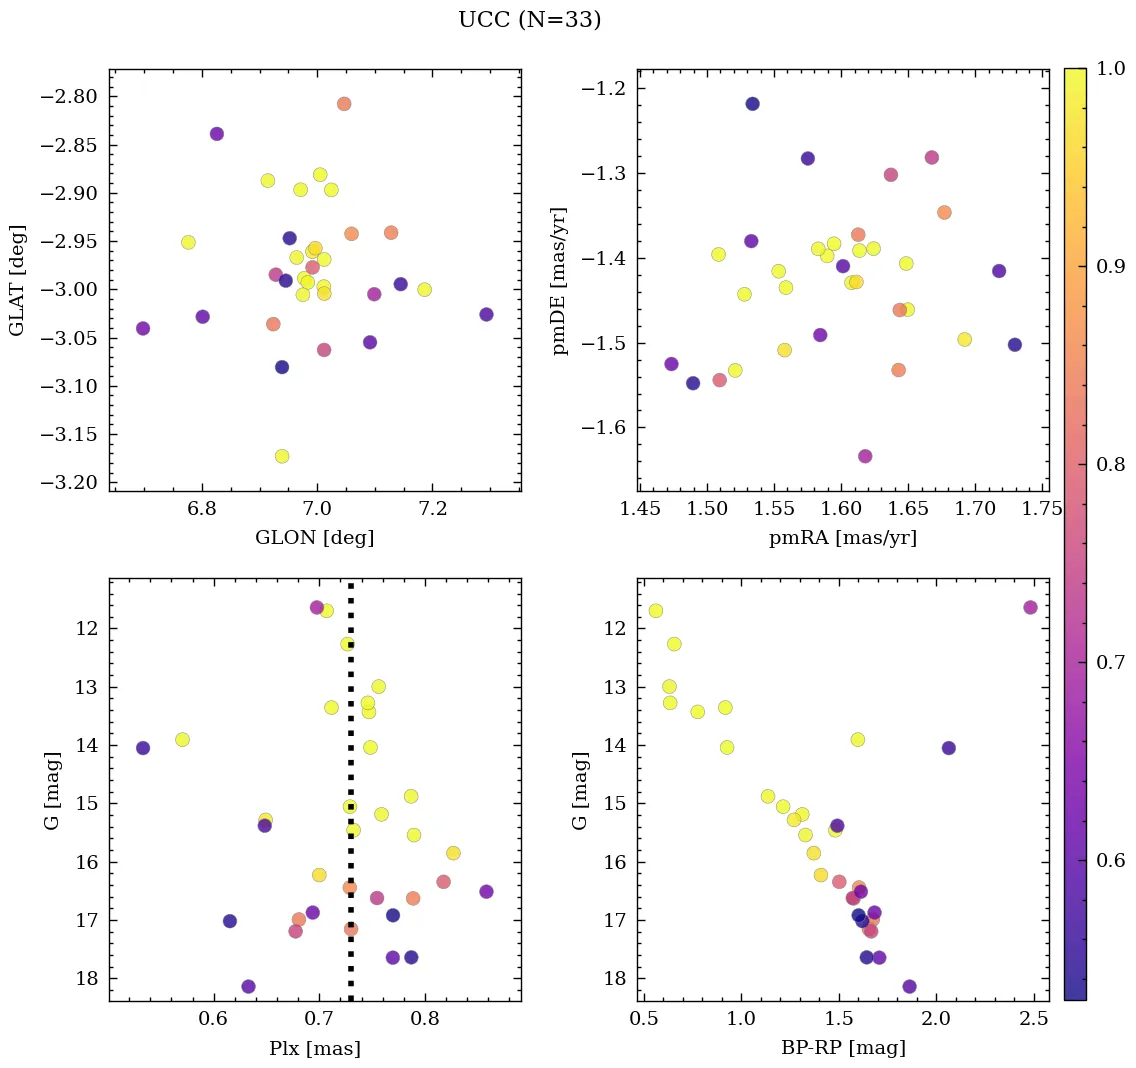 UCC (N=33)
−2.80
−2.85
−2.90
−2.95
−3.00
−3.05
−3.10
−3.15
−3.20
GLAT [deg]
6.8 7.0 7.2
GLON [deg]
−1.2
−1.3
−1.4
−1.5
−1.6
pmDE [mas/yr]
1.45 1.50 1.55 1.60 1.65 1.70 1.75
pmRA [mas/yr]
12
13
14
15
16
17
18
G [mag]
0.6 0.7 0.8
Plx [mas]
12
13
14
15
16
17
18
G [mag]
0.5 1.0 1.5 2.0 2.5
BP-RP [mag]
1.0
0.9
0.8
0.7
0.6